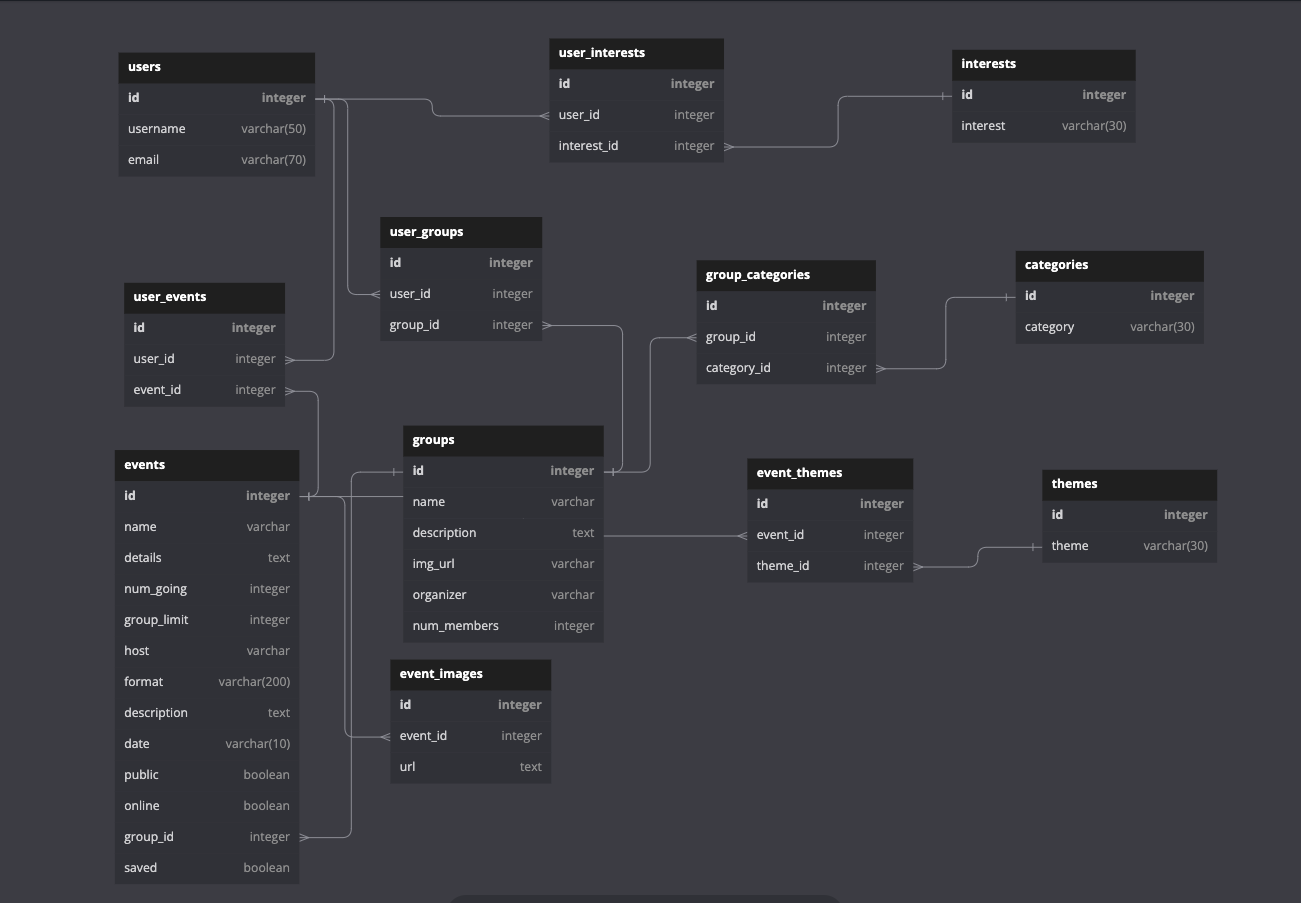 users
id integer
username varchar(50)
email varchar(70)
user_interests
id integer
user_id integer
interest_id integer
interests
id integer
interest varchar(30)
user_groups
id integer
user_id integer
group_id integer
group_categories
id integer
group_id integer
category_id integer
categories
id integer
category varchar(30)
user_events
id integer
user_id integer
event_id integer
events
id integer
name varchar
details text
num_going integer
group_limit integer
host varchar
format varchar(200)
description text
date varchar(10)
public boolean
online boolean
group_id integer
saved boolean
groups
id integer
name varchar
description text
img_url varchar
organizer varchar
num_members integer
event_themes
id integer
event_id integer
theme_id integer
themes
id integer
theme varchar(30)
event_images
id integer
event_id integer
url text